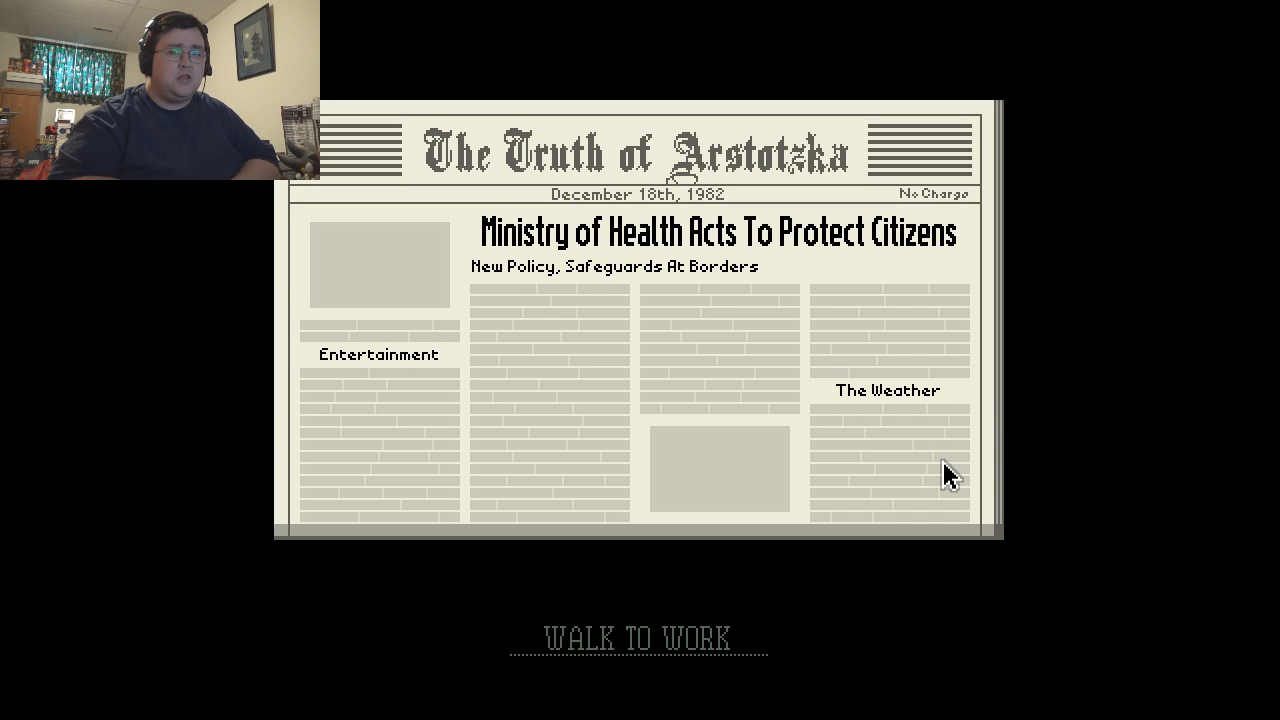 The Truth of Arstotzka
December 18th, 1982
No Charge
Ministry of Health Acts To Protect Citizens
New Policy, Safeguards At Borders
Entertainment
The Weather
WALK TO WORK